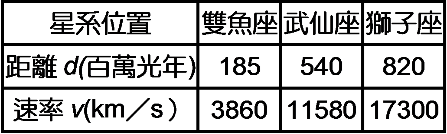 星系位置 雙魚座 武仙座 獅子座
距離 d(百萬光年) 185 540 820
速率 v(km／s) 3860 11580 17300